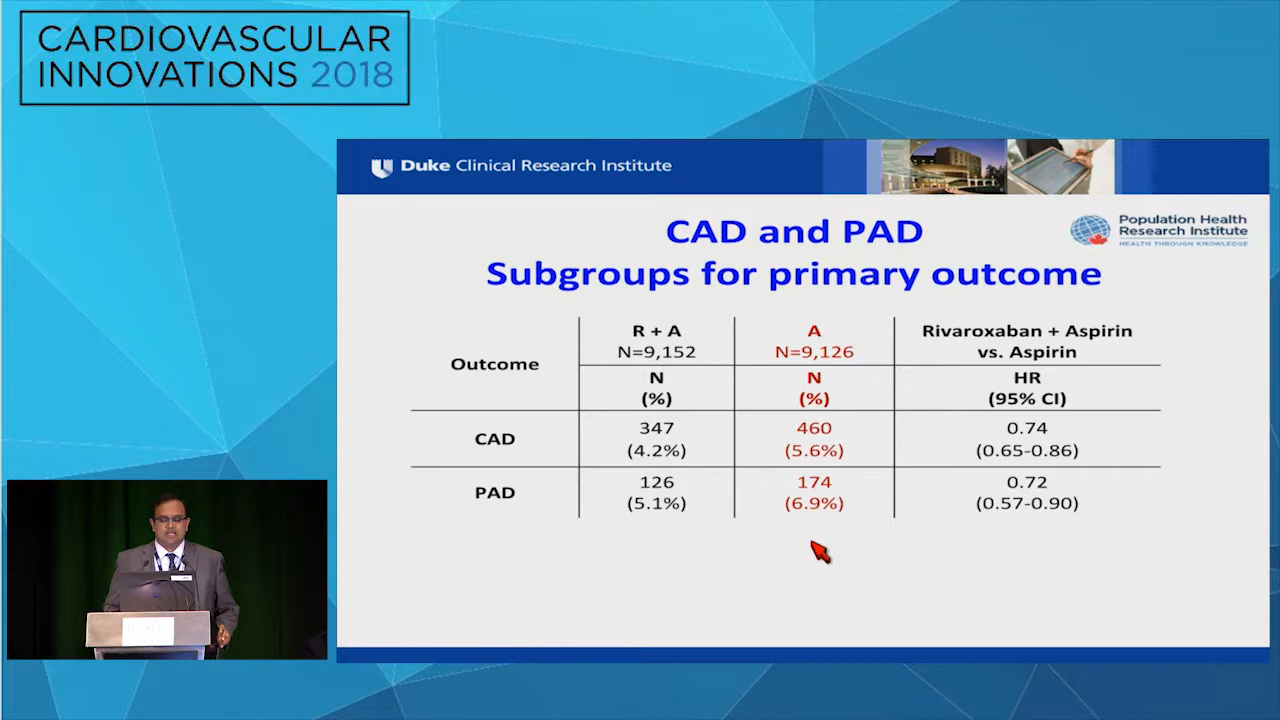 CARDIOVASCULAR
INNOVATIONS 2018
Duke Clinical Research Institute
CAD and PAD
Subgroups for primary outcome
Population Health
Research Institute
HEALTH THROUGH KNOWLEDGE
Outcome
R + A
N=9,152
A
N=9,126
Rivaroxaban + Aspirin
vs. Aspirin
N
(%)
N
(%)
HR
(95% CI)
CAD
347
(4.2%)
460
(5.6%)
0.74
(0.65-0.86)
PAD
126
(5.1%)
174
(6.9%)
0.72
(0.57-0.90)